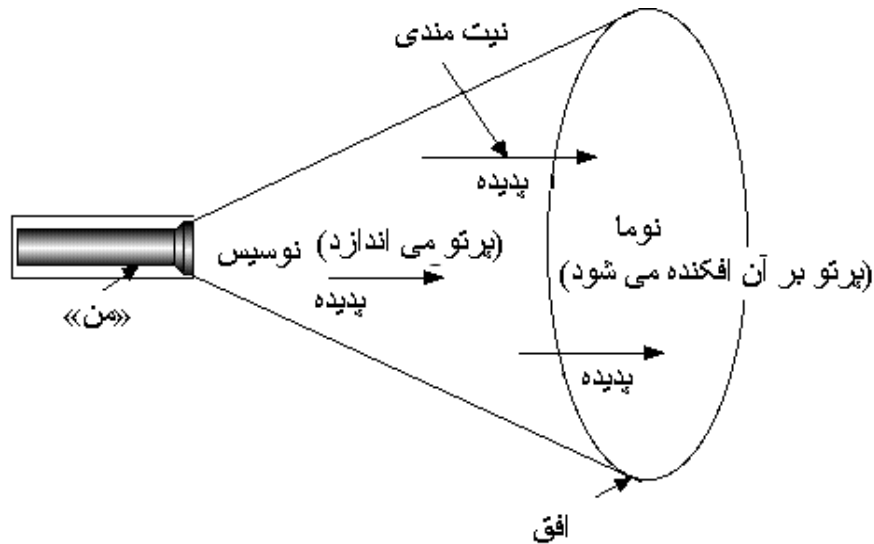 نیت مندی
پدیده
نوما
(پرتو بر آن افکنده می شود)
نوسیس (پرتو می اندازد)
پدیده
«من»
پدیده
افق